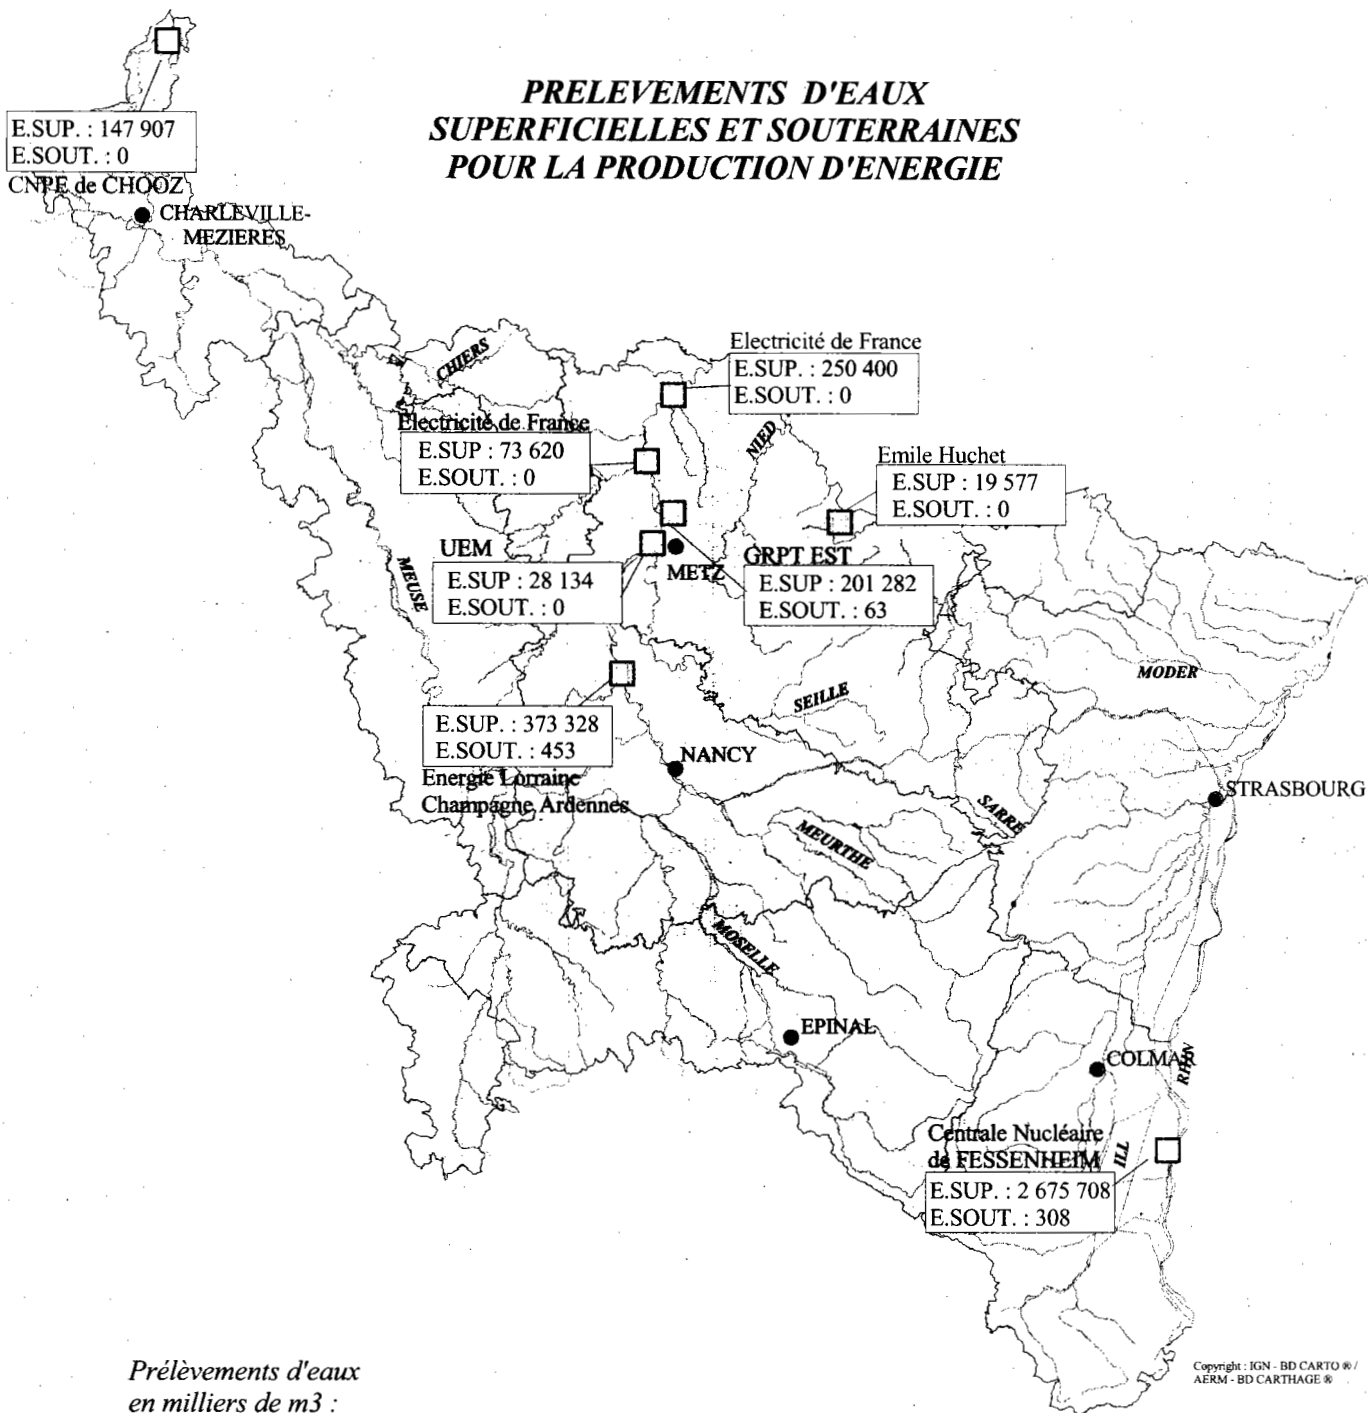 PRELEVEMENTS D'EAUX
SUPERFICIELLES ET SOUTERRAINES
POUR LA PRODUCTION D'ENERGIE
E.SUP. : 147 907
E.SOUT. : 0
CNPE de CHOOZ
CHARLEVILLE-
MEZIERES
CHIERS
Electricité de France
E.SUP. : 250 400
E.SOUT. : 0
Electricité de France
E.SUP : 73 620
E.SOUT. : 0
NIED
Emile Huchet
E.SUP : 19 577
E.SOUT. : 0
MEUSE
UEM
E.SUP : 28 134
E.SOUT. : 0
METZ
GRPT EST
E.SUP : 201 282
E.SOUT. : 63
MODER
SEILLE
E.SUP. : 373 328
E.SOUT. : 453
Energie Lorraine
Champagne Ardennes
NANCY
STRASBOURG
SARRE
MEURTHE
MOSELLE
EPINAL
COLMAR
RHIN
ILL
Centrale Nucléaire
de FESSENHEIM
E.SUP. : 2 675 708
E.SOUT. : 308
Prélèvements d'eaux
en milliers de m3 :
Copyright : IGN - BD CARTO ® /
AERM - BD CARTHAGE ®